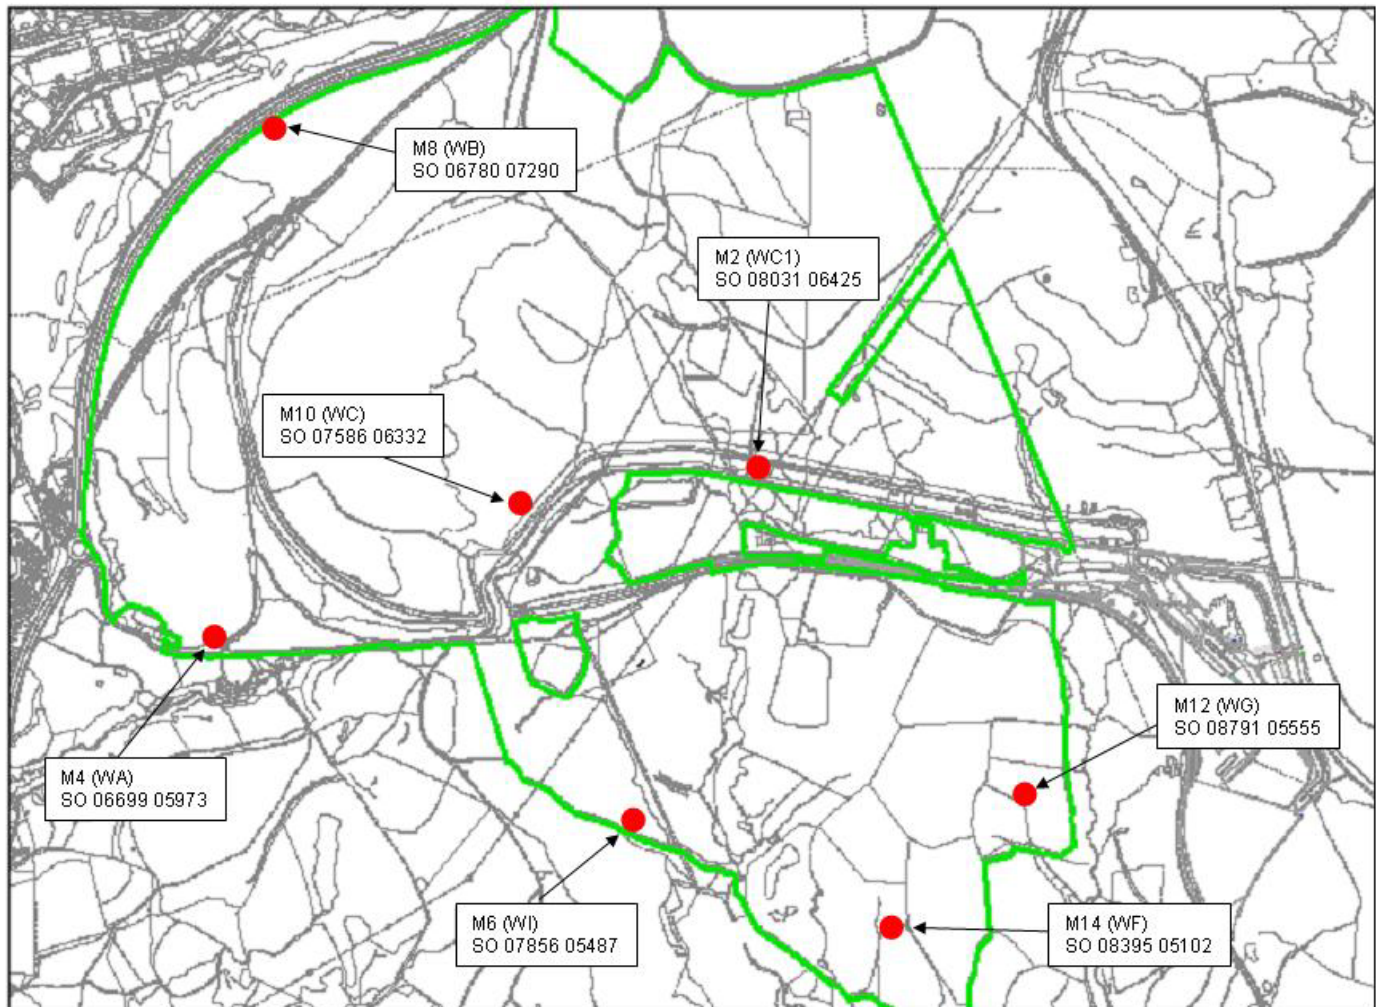 M8 (WB)
SO 06780 07290
M2 (WC1)
SO 08031 06425
M10 (WC)
SO 07586 06332
M12 (WG)
SO 08791 05555
M4 (WA)
SO 06699 05973
M6 (WI)
SO 07856 05487
M14 (WF)
SO 08395 05102